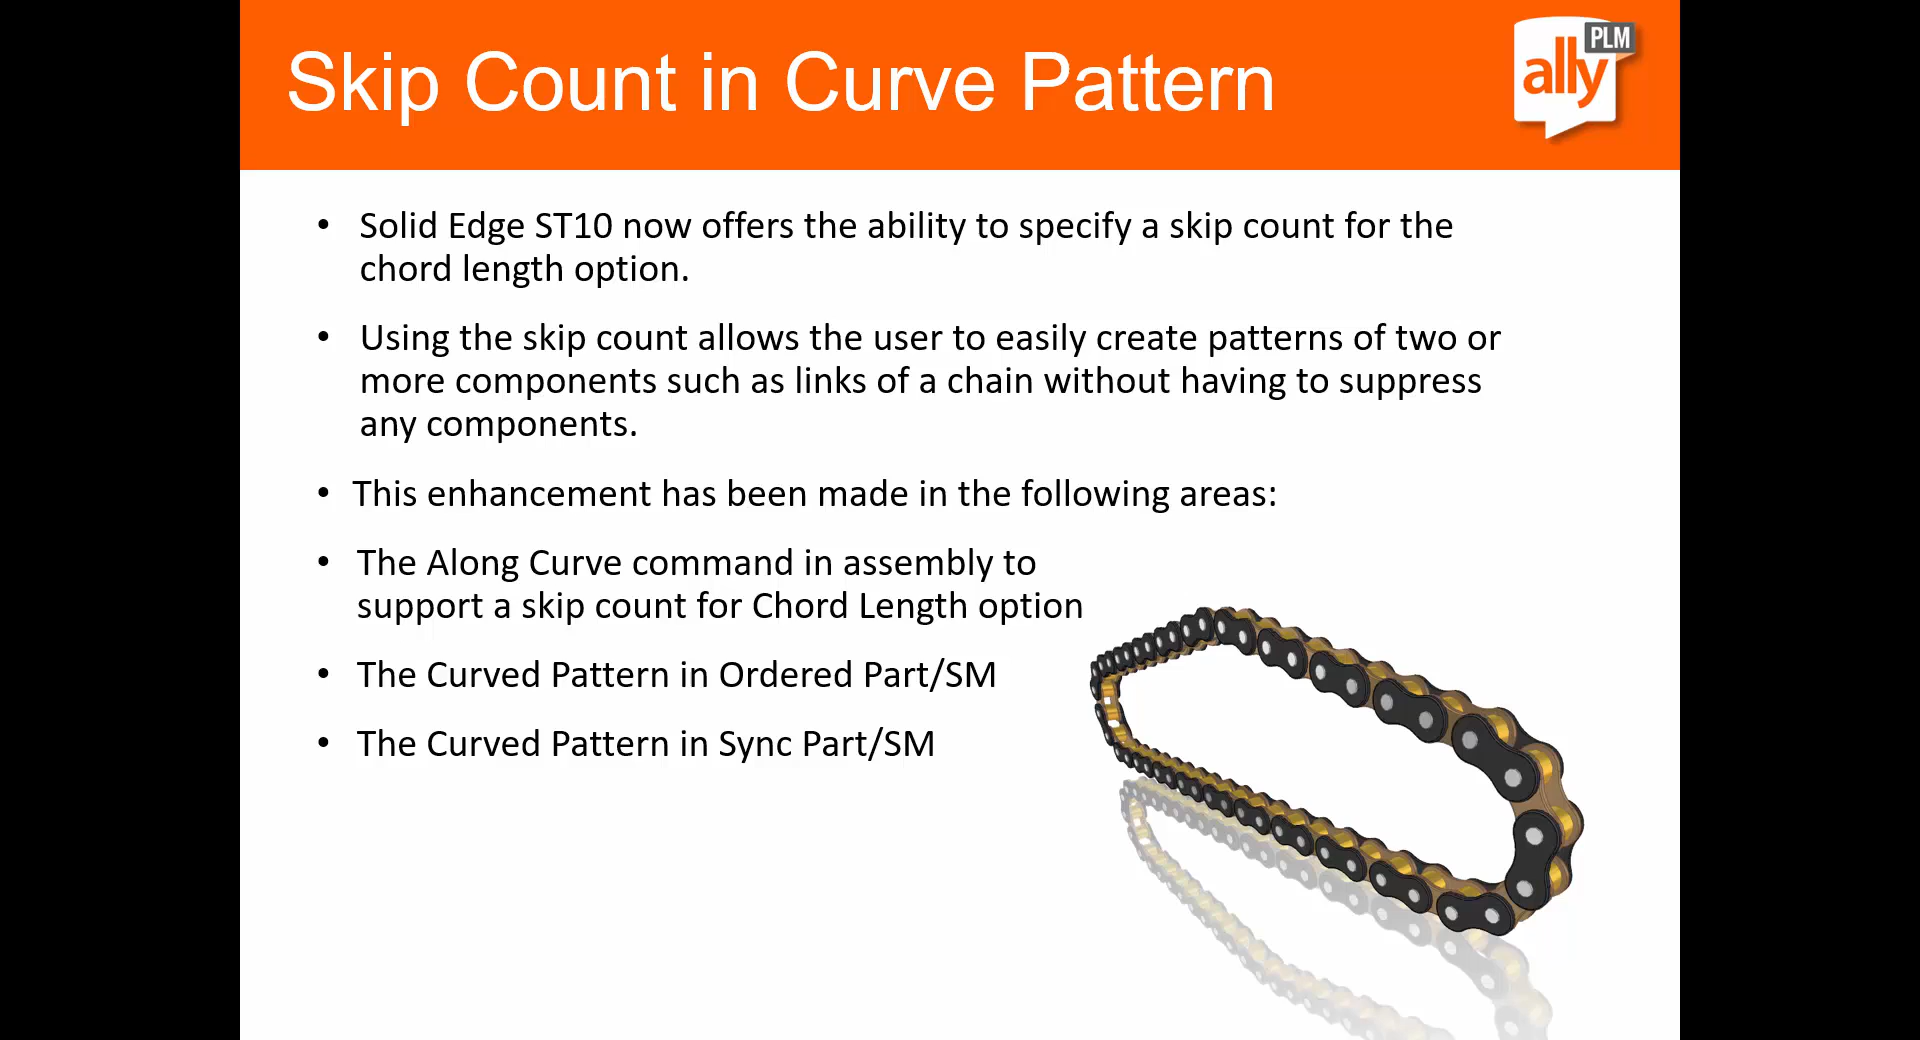 Skip Count in Curve Pattern
ally PLM
• Solid Edge ST10 now offers the ability to specify a skip count for the
chord length option.
• Using the skip count allows the user to easily create patterns of two or
more components such as links of a chain without having to suppress
any components.
• This enhancement has been made in the following areas:
• The Along Curve command in assembly to
support a skip count for Chord Length option
• The Curved Pattern in Ordered Part/SM
• The Curved Pattern in Sync Part/SM